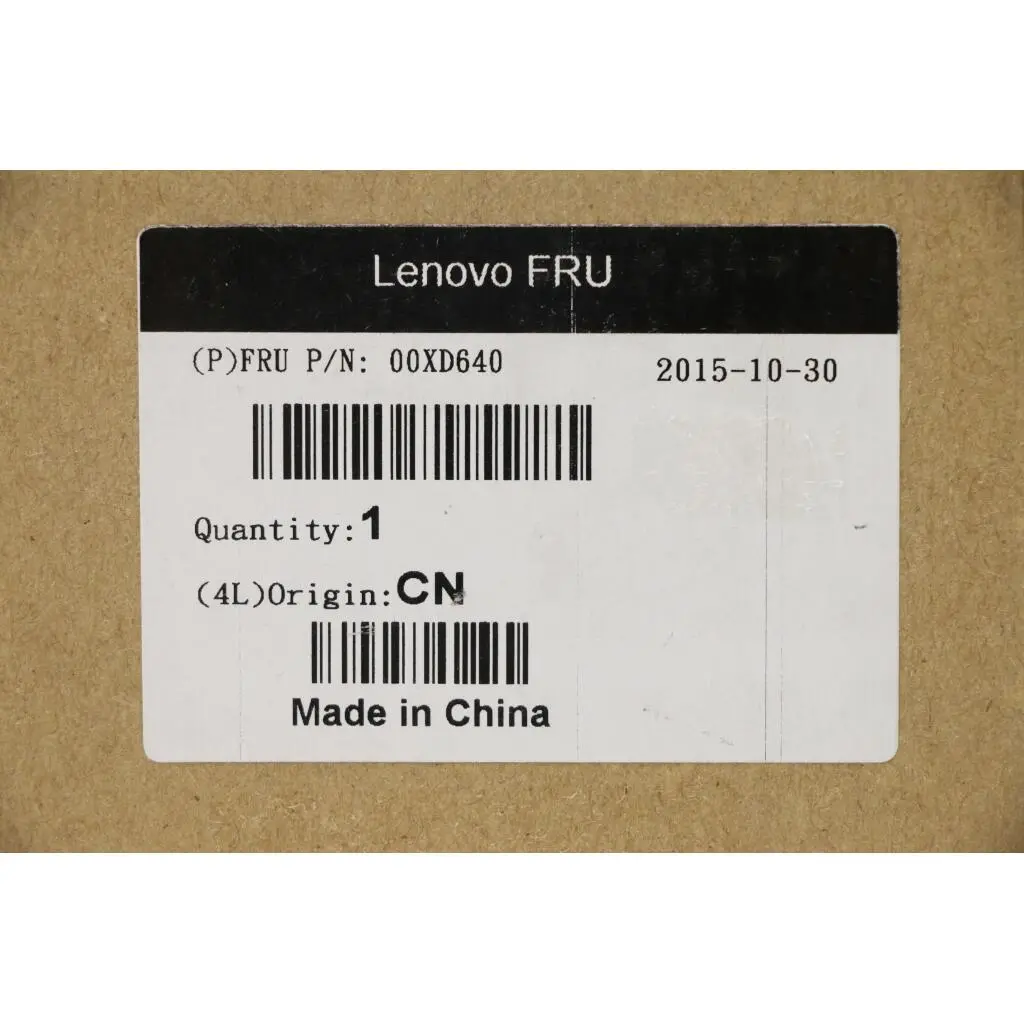 Lenovo FRU
(P)FRU P/N: 00XD640
2015-10-30
Quantity:1
(4L)Origin:CN
Made in China